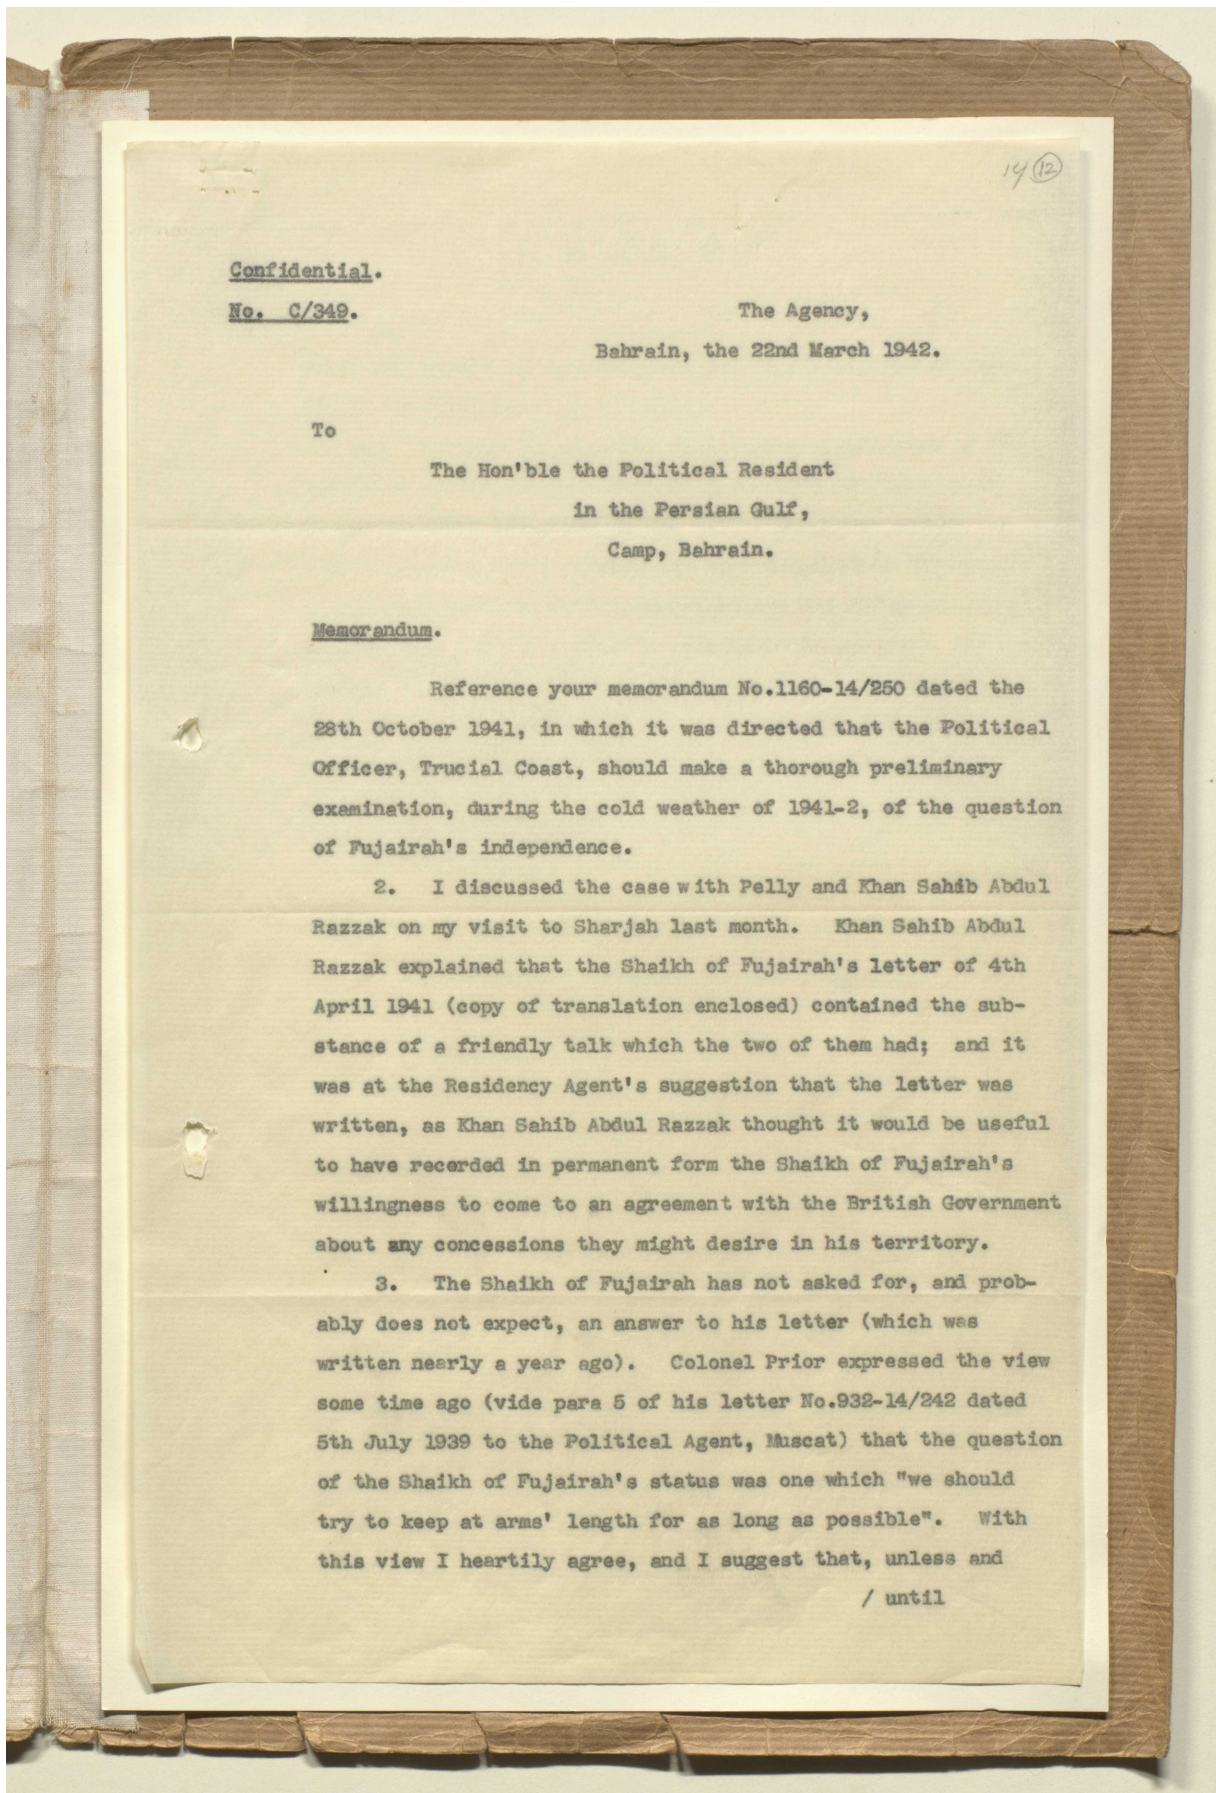 14 12
Confidential.
No. C/349.
The Agency,
Bahrain, the 22nd March 1942.
To
The Hon'ble the Political Resident
in the Persian Gulf,
Camp, Bahrain.
Memorandum.
Reference your memorandum No.1160-14/250 dated the
28th October 1941, in which it was directed that the Political
Officer, Trucial Coast, should make a thorough preliminary
examination, during the cold weather of 1941-2, of the question
of Fujairah's independence.
2. I discussed the case with Pelly and Khan Sahib Abdul
Razzak on my visit to Sharjah last month. Khan Sahib Abdul
Razzak explained that the Shaikh of Fujairah's letter of 4th
April 1941 (copy of translation enclosed) contained the sub-
stance of a friendly talk which the two of them had; and it
was at the Residency Agent's suggestion that the letter was
written, as Khan Sahib Abdul Razzak thought it would be useful
to have recorded in permanent form the Shaikh of Fujairah's
willingness to come to an agreement with the British Government
about any concessions they might desire in his territory.
3. The Shaikh of Fujairah has not asked for, and prob-
ably does not expect, an answer to his letter (which was
written nearly a year ago). Colonel Prior expressed the view
some time ago (vide para 5 of his letter No.932-14/242 dated
5th July 1939 to the Political Agent, Muscat) that the question
of the Shaikh of Fujairah's status was one which "we should
try to keep at arms' length for as long as possible". With
this view I heartily agree, and I suggest that, unless and
/ until